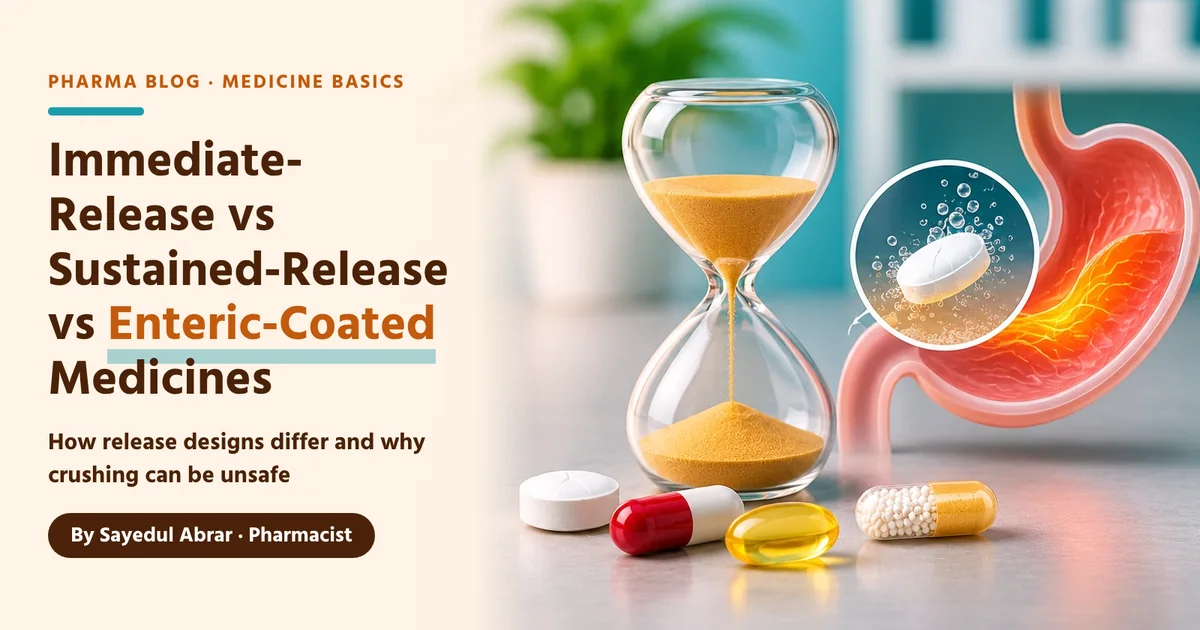 PHARMA BLOG · MEDICINE BASICS
Immediate-
Release vs
Sustained-Release
vs Enteric-Coated
Medicines
How release designs differ and why
crushing can be unsafe
By Sayedul Abrar · Pharmacist